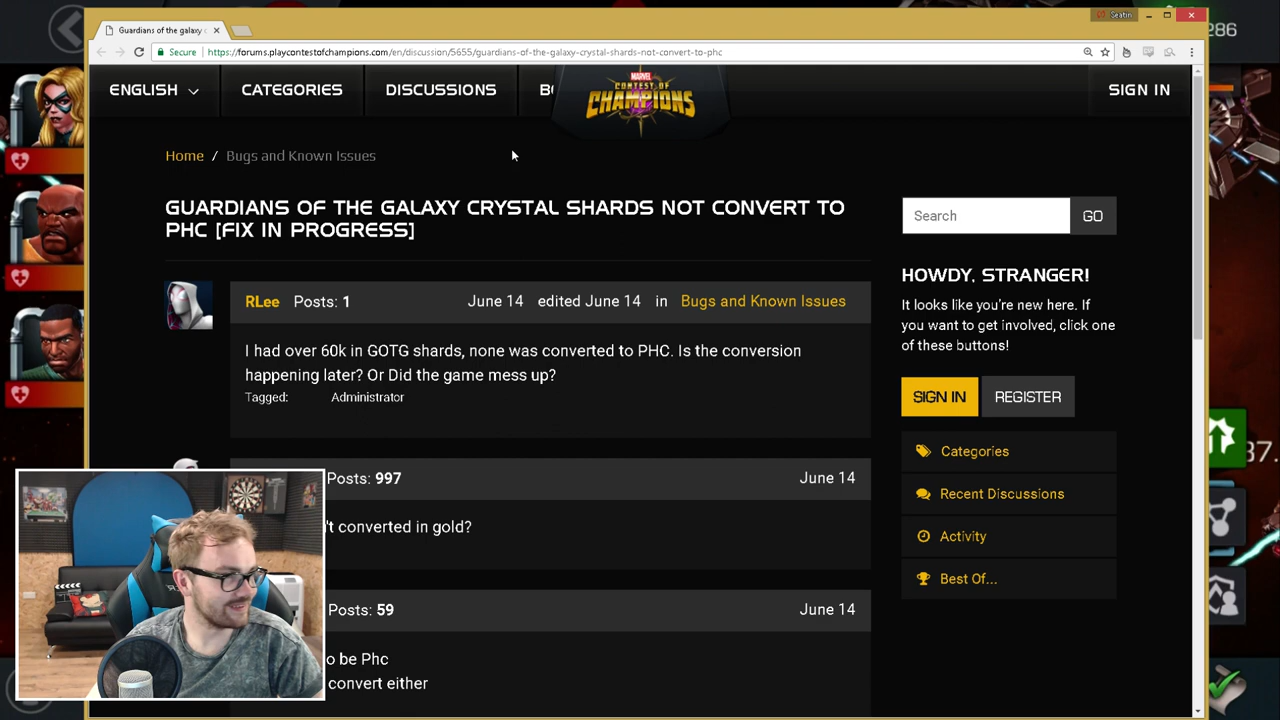 Guardians of the galaxy c
Seatin
Secure
https://forums.playcontestofchampions.com/en/discussion/5655/guardians-of-the-galaxy-crystal-shards-not-convert-to-phc
286
ENGLISH
CATEGORIES
DISCUSSIONS
MARVEL
CONTEST OF
CHAMPIONS
SIGN IN
Home / Bugs and Known Issues
GUARDIANS OF THE GALAXY CRYSTAL SHARDS NOT CONVERT TO
PHC [FIX IN PROGRESS]
Search
GO
RLee Posts: 1 June 14 edited June 14 in Bugs and Known Issues
I had over 60k in GOTG shards, none was converted to PHC. Is the conversion
happening later? Or Did the game mess up?
Tagged: Administrator
HOWDY, STRANGER!
It looks like you're new here. If
you want to get involved, click one
of these buttons!
SIGN IN
REGISTER
Categories
Recent Discussions
Activity
Best Of...
Posts: 997 June 14
't converted in gold?
Posts: 59 June 14
o be Phc
convert either
37.